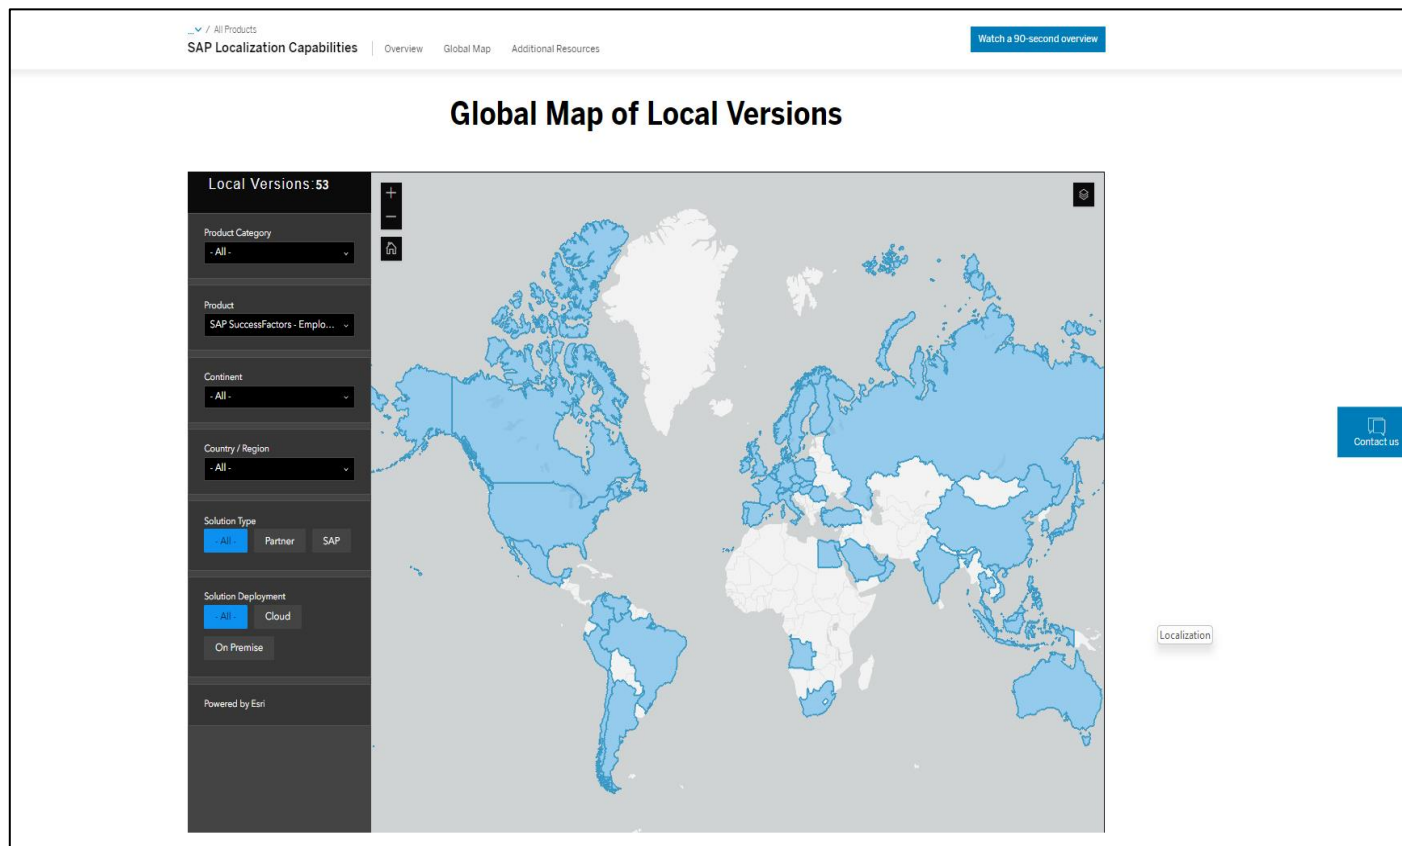 / All Products
SAP Localization Capabilities
Overview
Global Map
Additional Resources
Watch a 90-second overview
Global Map of Local Versions
Local Versions:53
Product Category
- All -
Product
SAP SuccessFactors - Emplo...
Continent
- All -
Country / Region
- All -
Solution Type
- All -
Partner
SAP
Solution Deployment
- All -
Cloud
On Premise
Powered by Esri
Contact us
Localization